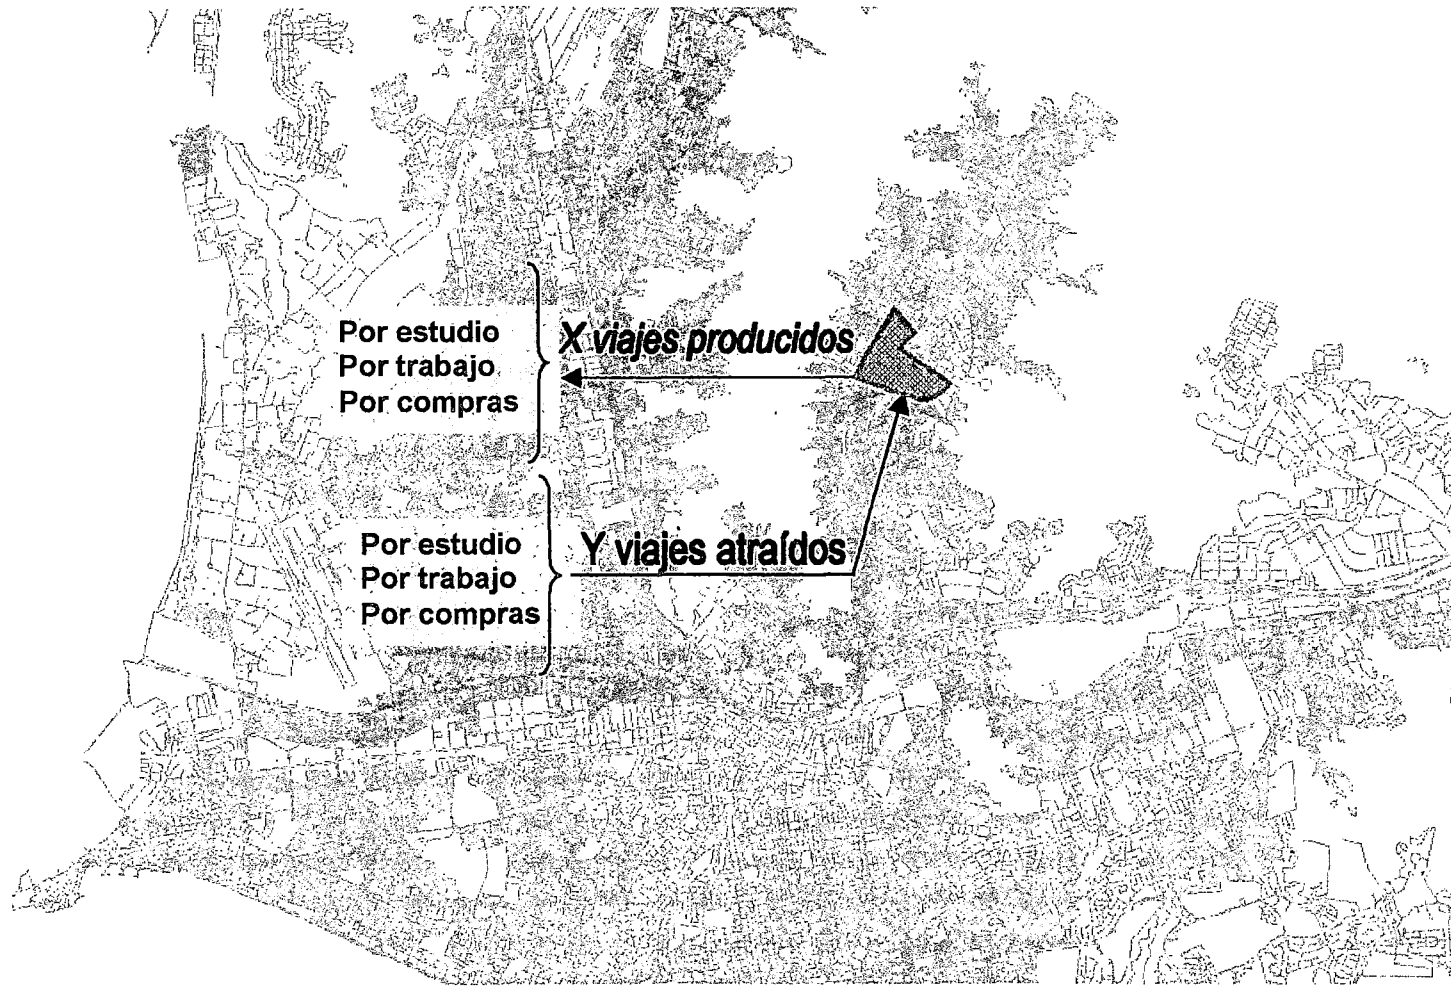 Por estudio
Por trabajo
Por compras
X viajes producidos
Por estudio
Por trabajo
Por compras
Y viajes atraídos